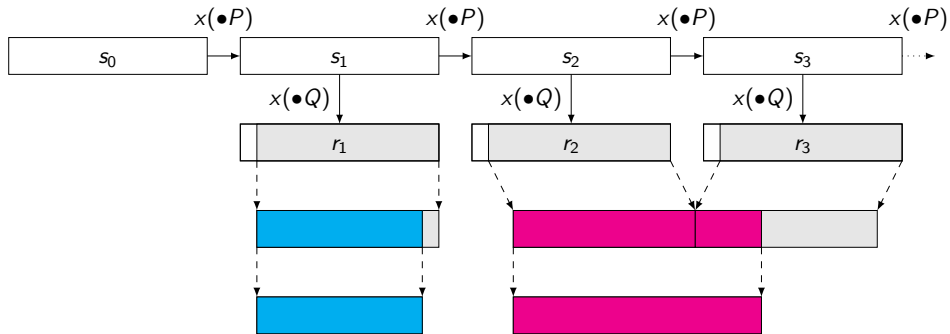 x(•P) x(•P) x(•P) x(•P)
s₀ s₁ s₂ s₃
x(•Q) x(•Q) x(•Q)
r₁ r₂ r₃